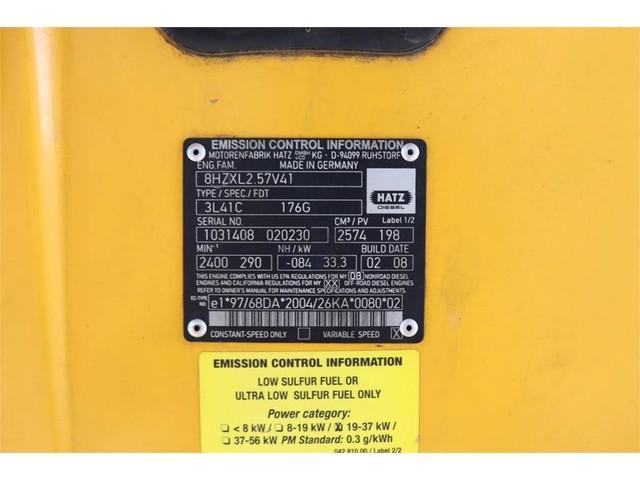 EMISSION CONTROL INFORMATION
MOTORENFABRIK HATZ GMBH +CO KG · D-94099 RUHSTORF
ENG.FAM. MADE IN GERMANY
8HZXL2.57V41
TYPE / SPEC./ FDT
3L41C 176G
HATZ
DIESEL
SERIAL NO. CM³ / PV Label 1/2
1031408 020230 2574 198
MIN⁻¹ NH / kW BUILD DATE
2400 290 -084 33.3 02 08
THIS ENGINE COMPLIES WITH US EPA REGULATIONS FOR MY 08 NONROAD DIESEL
ENGINES AND CALIFORNIA REGULATIONS FOR MY XX OFF-ROAD DIESEL ENGINES
REFER TO OWNER'S MANUAL FOR MAINTENANCE SPECIFICATIONS AND ADJUSTMENTS.
EC-TYPE NO. e1*97/68DA*2004/26KA*0080*02
CONSTANT-SPEED ONLY VARIABLE SPEED X
EMISSION CONTROL INFORMATION
LOW SULFUR FUEL OR
ULTRA LOW SULFUR FUEL ONLY
Power category:
☐ < 8 kW / ☐ 8-19 kW / ☒ 19-37 kW /
☐ 37-56 kW PM Standard: 0.3 g/kWh
042 810 00 / Label 2/2